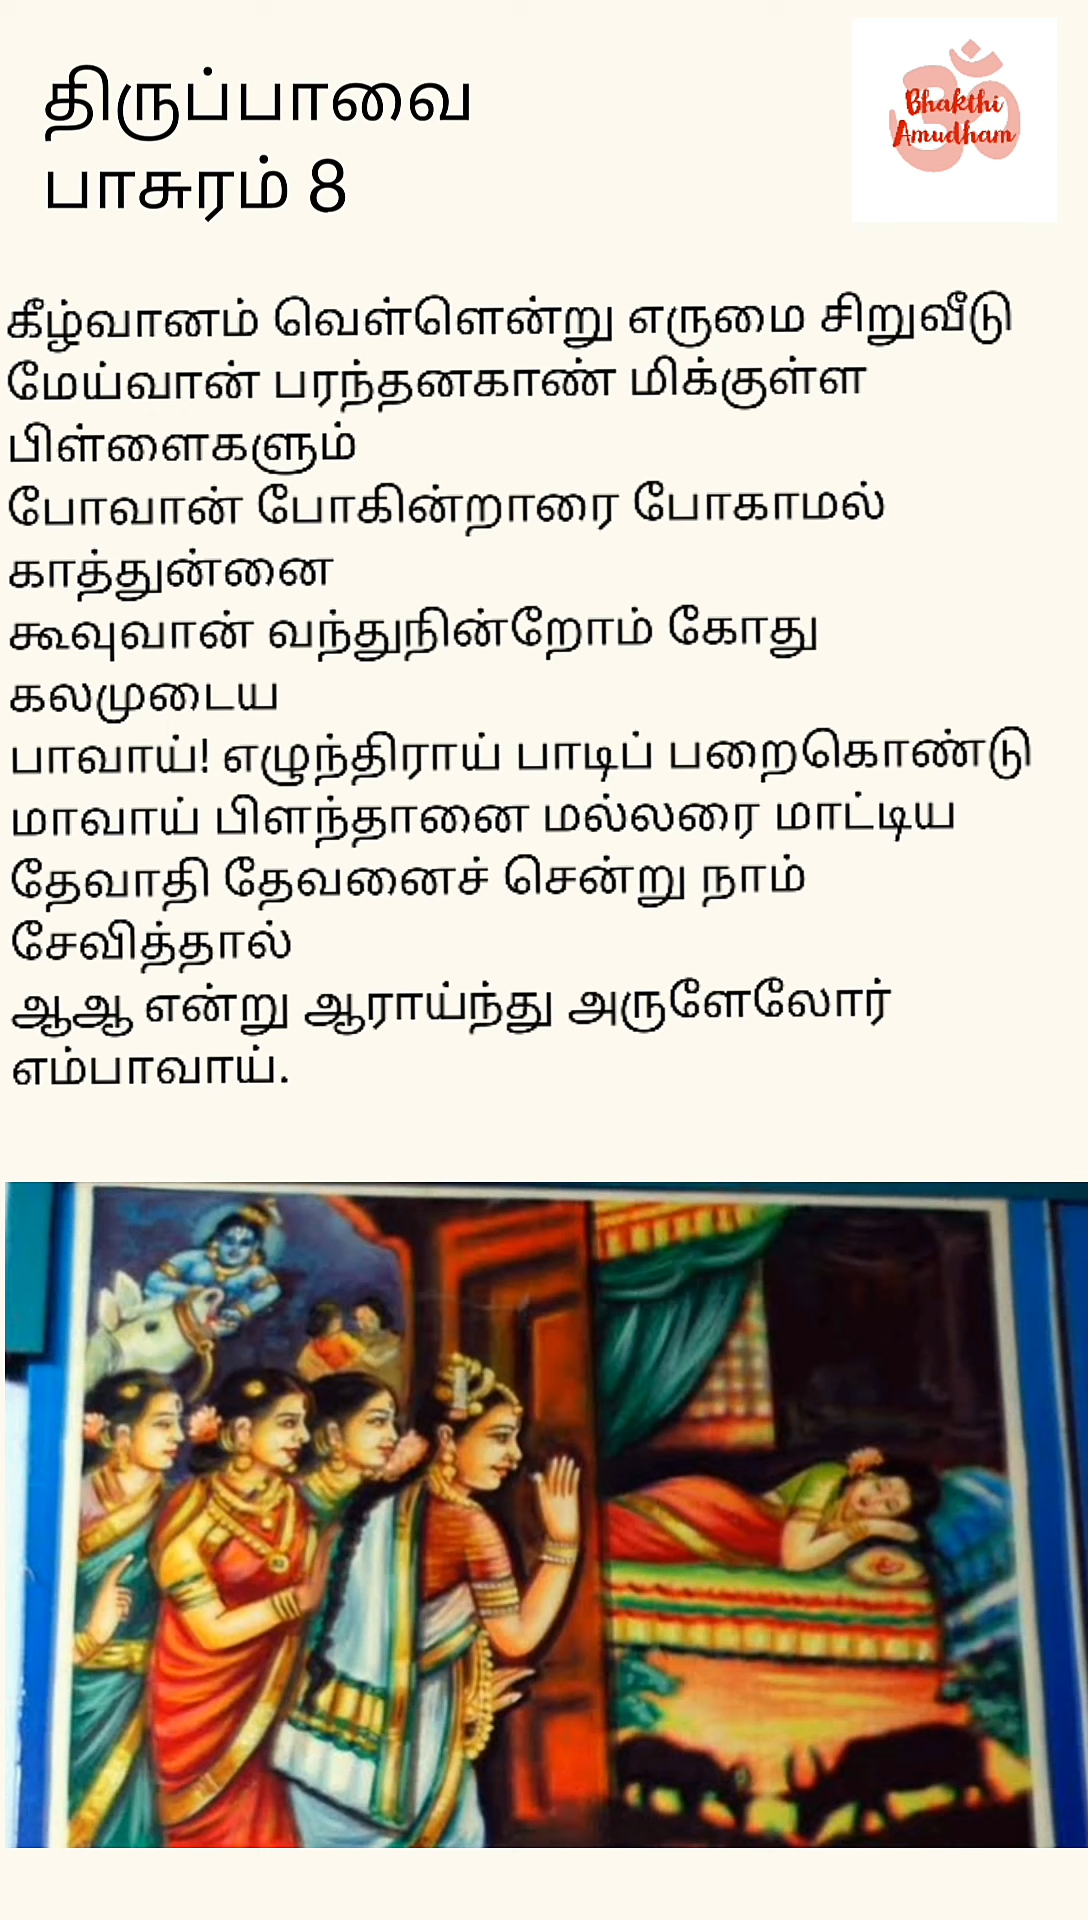 திருப்பாவை
பாசுரம் 8
Bhakthi
Amudham
கீழ்வானம் வெள்ளென்று எருமை சிறுவீடு
மேய்வான் பரந்தனகாண் மிக்குள்ள
பிள்ளைகளும்
போவான் போகின்றாரை போகாமல்
காத்துன்னை
கூவுவான் வந்துநின்றோம் கோது
கலமுடைய
பாவாய்! எழுந்திராய் பாடிப் பறைகொண்டு
மாவாய் பிளந்தானை மல்லரை மாட்டிய
தேவாதி தேவனைச் சென்று நாம்
சேவித்தால்
ஆஆ என்று ஆராய்ந்து அருளேலோர்
எம்பாவாய்.